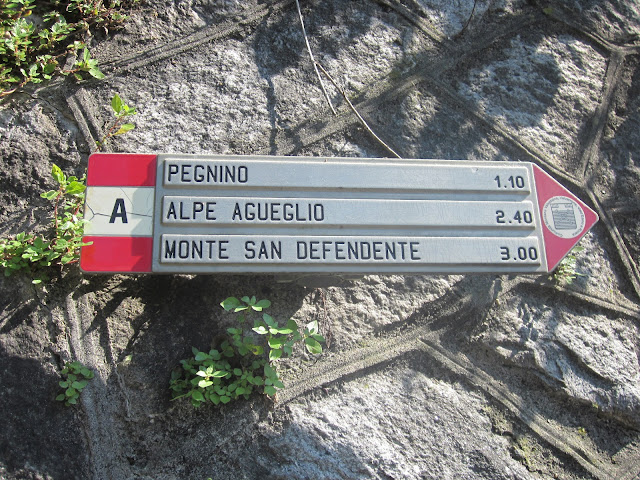 A
PEGNINO 1.10
ALPE AGUEGLIO 2.40
MONTE SAN DEFENDENTE 3.00